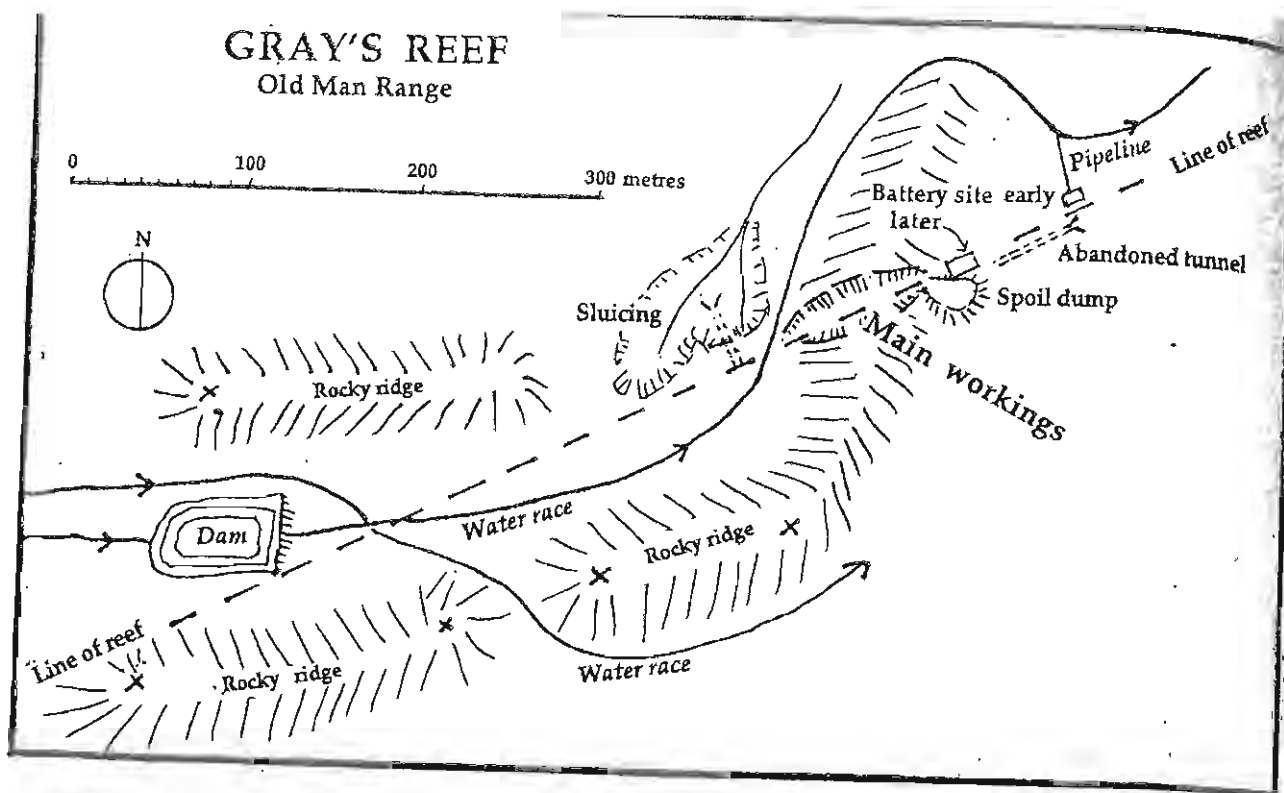 GRAY'S REEF
Old Man Range
0 100 200 300 metres
N
Pipeline
Line of reef
Battery site early
later
Abandoned tunnel
Spoil dump
Sluicing
Main workings
Rocky ridge
Water race
Dam
Rocky ridge
Line of reef
Rocky ridge
Water race